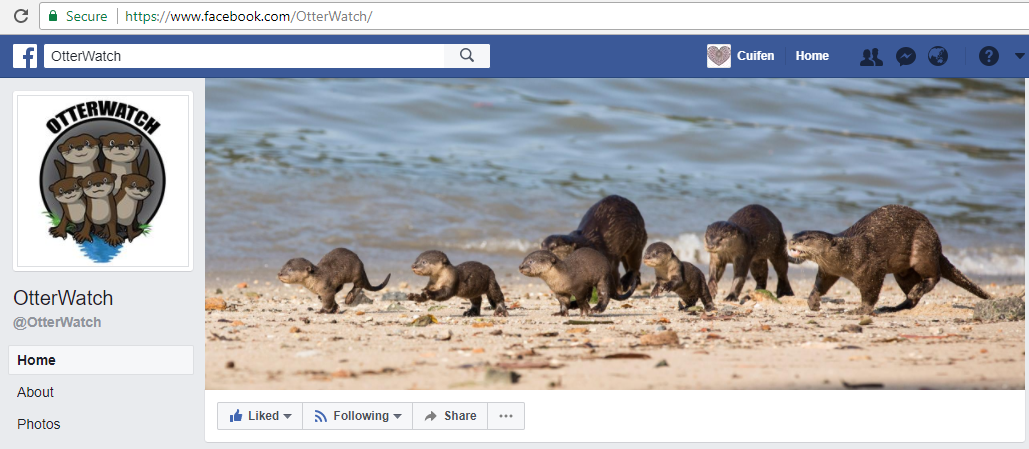 Secure https://www.facebook.com/OtterWatch/
OtterWatch
Cuifen Home
OTTERWATCH
OtterWatch
@OtterWatch
Home
About
Photos
Liked Following Share